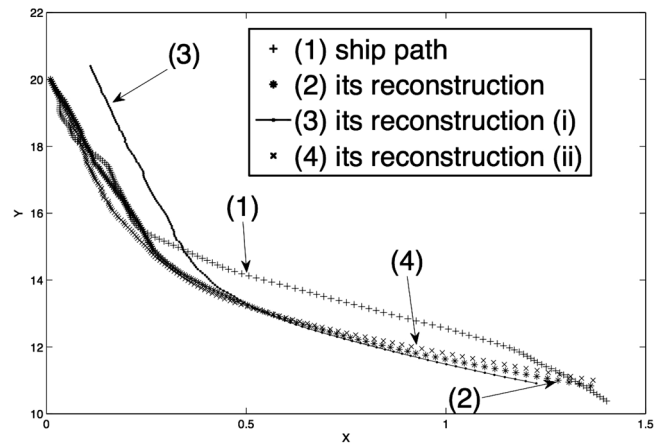 22
20
18
16
14
12
10
Y
(3)
(1) ship path
(2) its reconstruction
(3) its reconstruction (i)
(4) its reconstruction (ii)
(1)
(4)
(2)
0 0.5 1 1.5
X